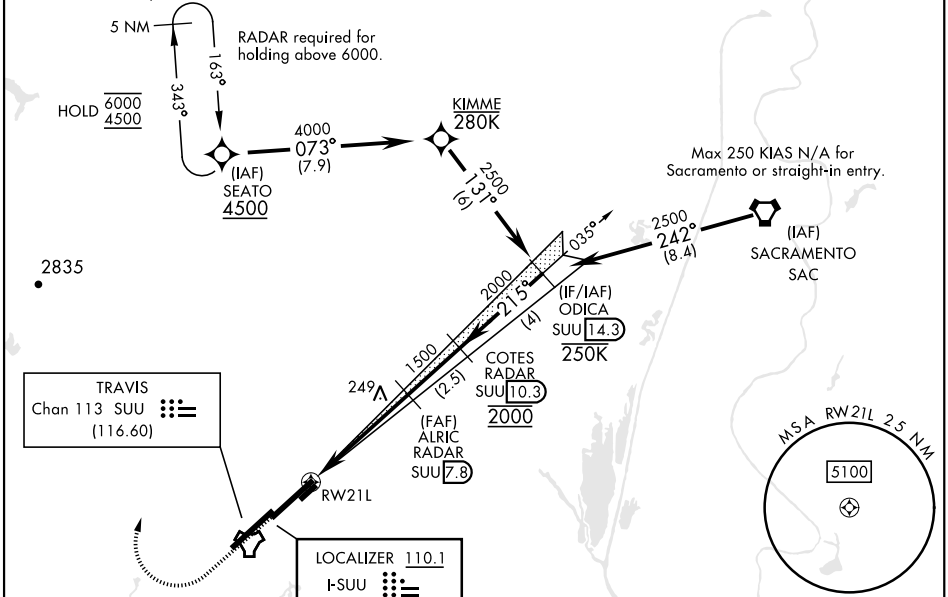 5 NM
RADAR required for
holding above 6000.
163°
343°
HOLD 6000
4500
4000
073°
(7.9)
(IAF)
SEATO
4500
KIMME
280K
2500
131°
(6)
Max 250 KIAS N/A for
Sacramento or straight-in entry.
2500
242°
(8.4)
(IAF)
SACRAMENTO
SAC
035°
2835
2000
215°
(4)
(IF/IAF)
ODICA
SUU 14.3
250K
1500
(2.5)
COTES
RADAR
SUU 10.3
2000
249
(FAF)
ALRIC
RADAR
SUU 7.8
TRAVIS
Chan 113 SUU
(116.60)
RW21L
MSA RW21L 25 NM
5100
LOCALIZER 110.1
I-SUU